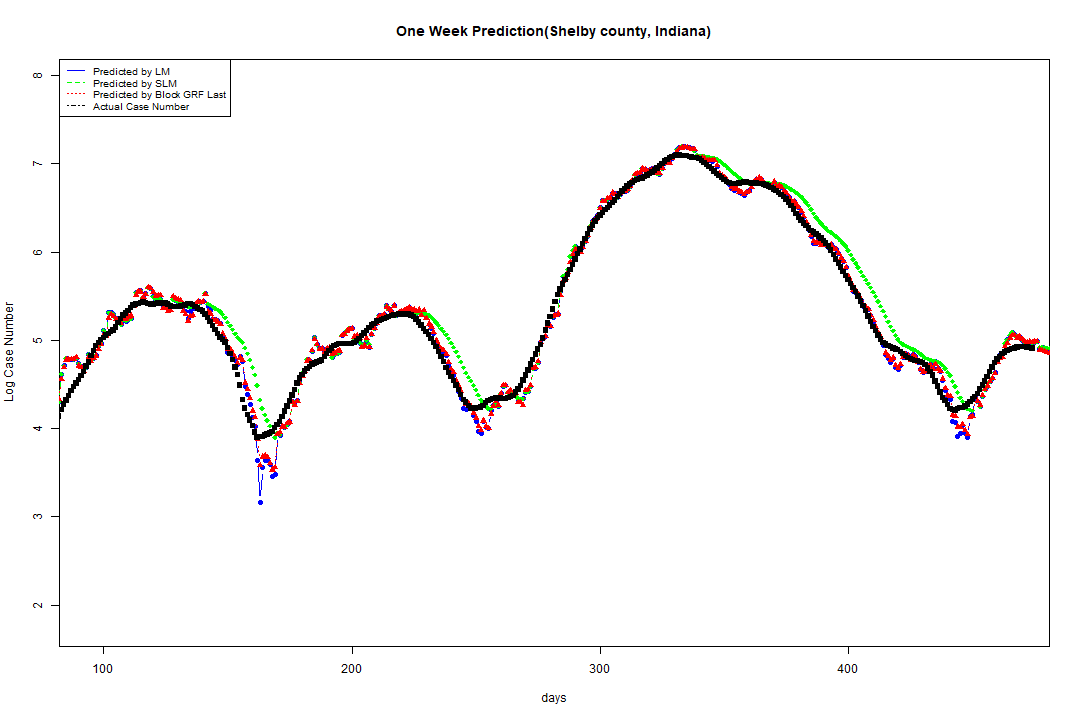 One Week Prediction(Shelby county, Indiana)
Predicted by LM
Predicted by SLM
Predicted by Block GRF Last
Actual Case Number
8
7
6
5
4
3
2
Log Case Number
100 200 300 400
days